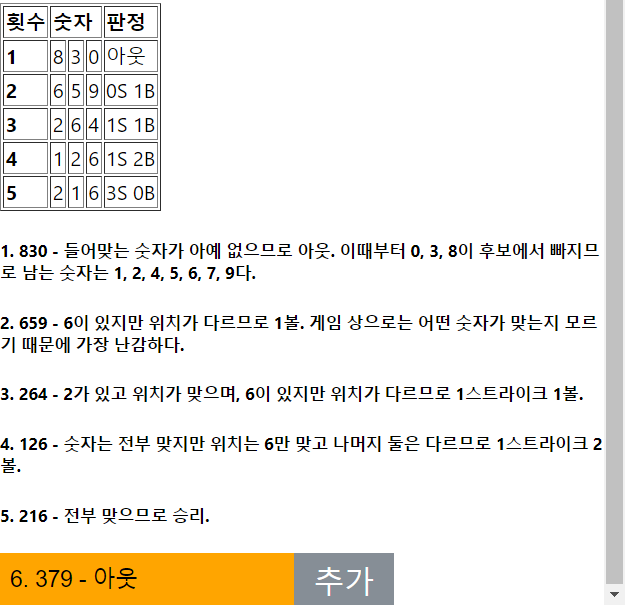 횟수 숫자 판정
1 8 3 0 아웃
2 6 5 9 0S 1B
3 2 6 4 1S 1B
4 1 2 6 1S 2B
5 2 1 6 3S 0B
1. 830 - 들어맞는 숫자가 아예 없으므로 아웃. 이때부터 0, 3, 8이 후보에서 빠지므
로 남는 숫자는 1, 2, 4, 5, 6, 7, 9다.
2. 659 - 6이 있지만 위치가 다르므로 1볼. 게임 상으로는 어떤 숫자가 맞는지 모르
기 때문에 가장 난감하다.
3. 264 - 2가 있고 위치가 맞으며, 6이 있지만 위치가 다르므로 1스트라이크 1볼.
4. 126 - 숫자는 전부 맞지만 위치는 6만 맞고 나머지 둘은 다르므로 1스트라이크 2
볼.
5. 216 - 전부 맞으므로 승리.
6. 379 - 아웃 추가